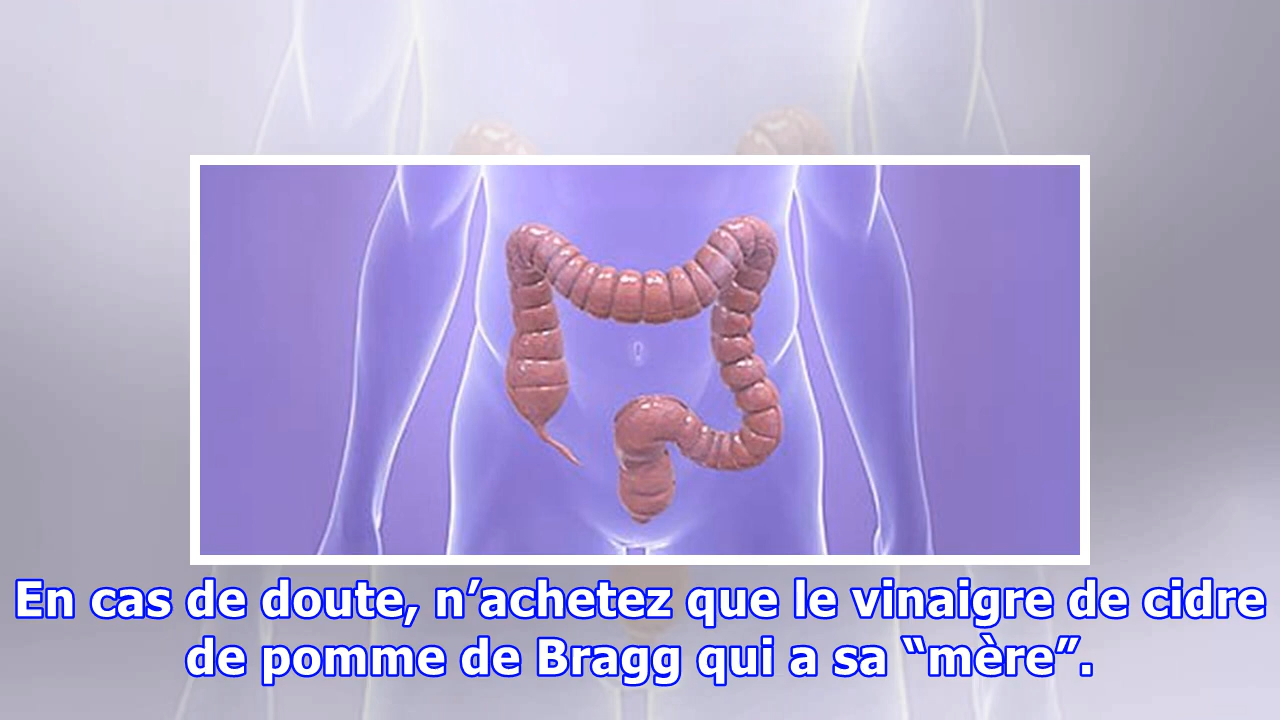 En cas de doute, n’achetez que le vinaigre de cidre
de pomme de Bragg qui a sa “mère”.